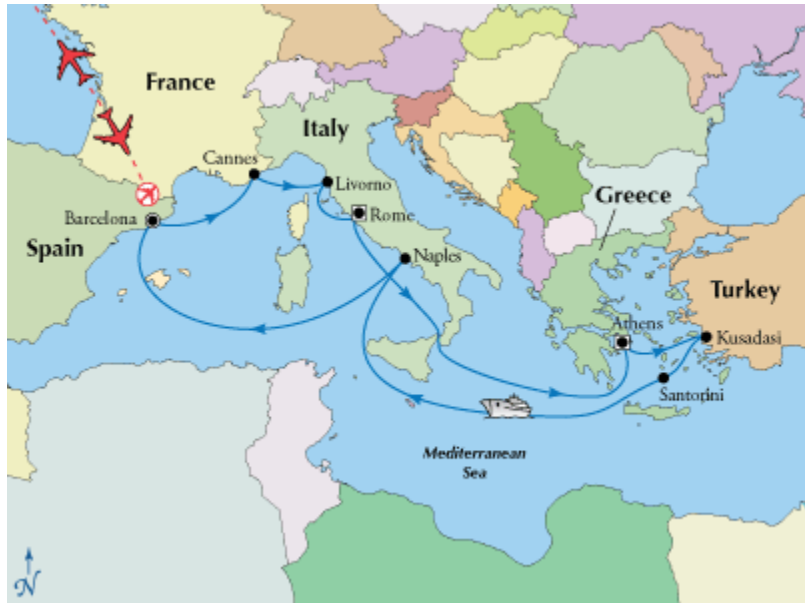 France
Italy
Cannes
Livorno
Rome
Greece
Barcelona
Spain
Naples
Turkey
Athens
Kusadasi
Santorini
Mediterranean
Sea
N